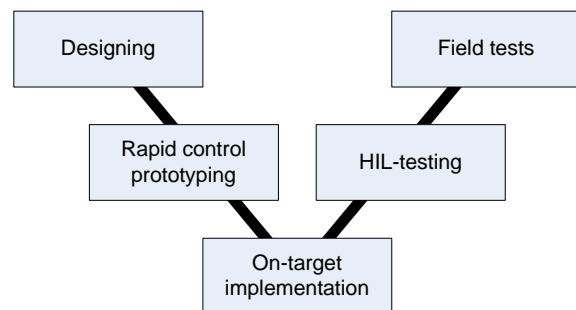 Designing
Field tests
Rapid control
prototyping
HIL-testing
On-target
implementation